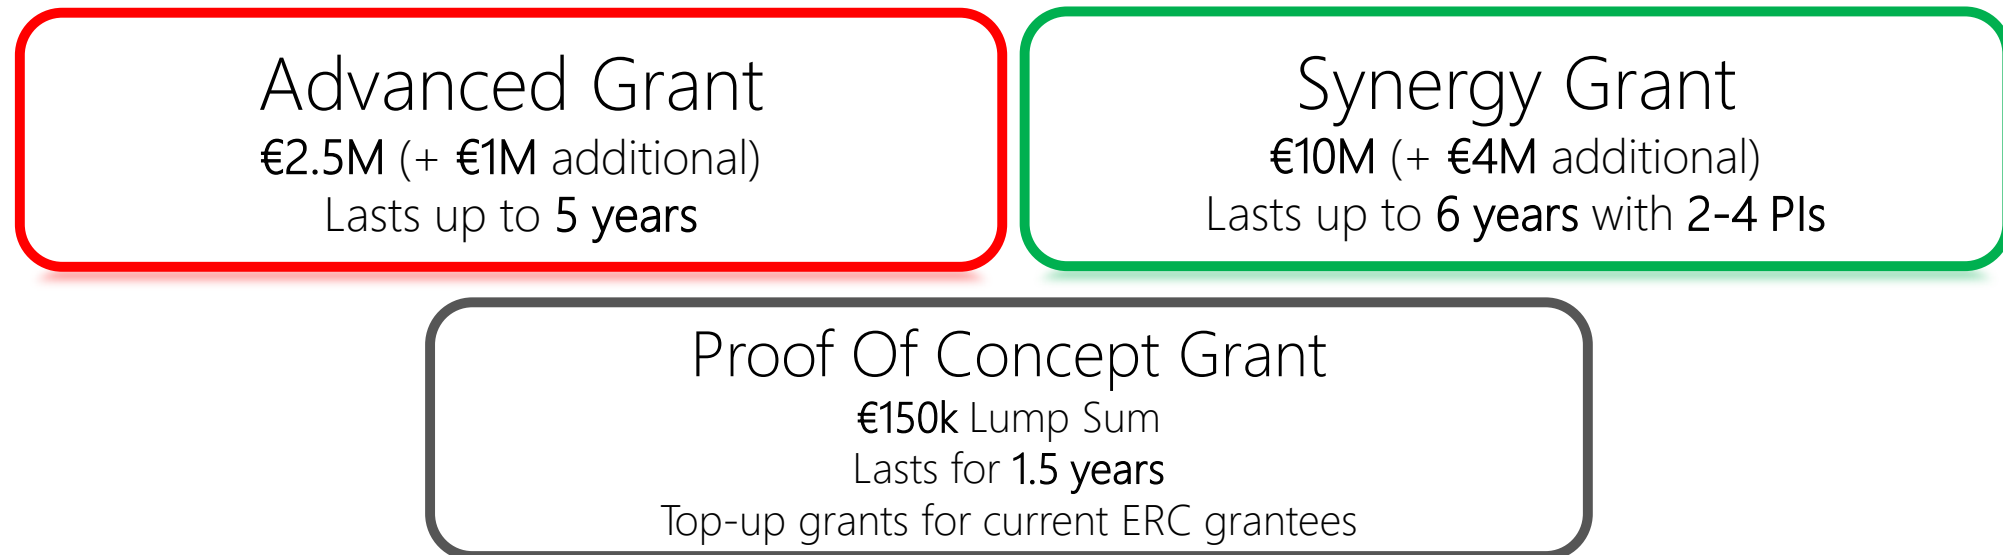 Advanced Grant
€2.5M (+ €1M additional)
Lasts up to 5 years
Synergy Grant
€10M (+ €4M additional)
Lasts up to 6 years with 2-4 PIs
Proof Of Concept Grant
€150k Lump Sum
Lasts for 1.5 years
Top-up grants for current ERC grantees